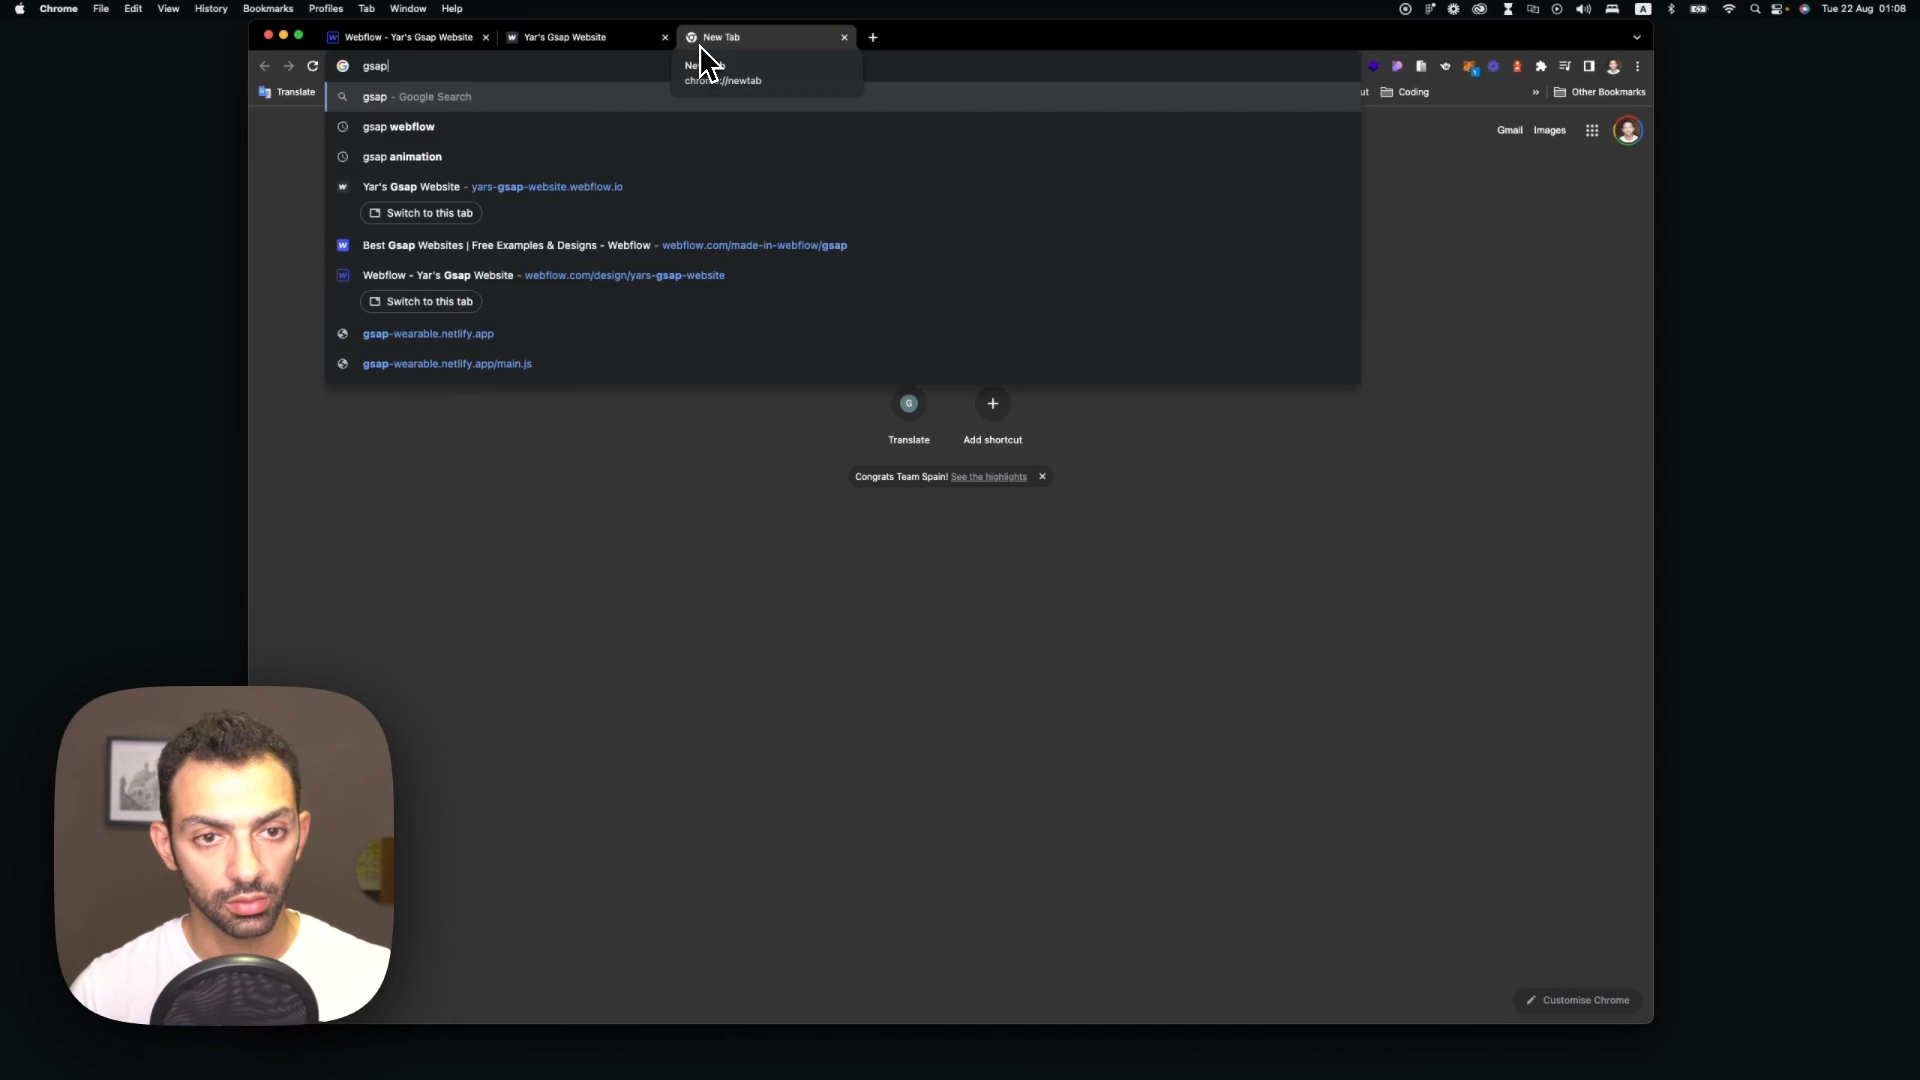 Chrome File Edit View History Bookmarks Profiles Tab Window Help
A
Tue 22 Aug 01:08
Webflow - Yar's Gsap Website
Yar's Gsap Website
New Tab
gsap
chrome://newtab
1
Translate
Coding
Other Bookmarks
gsap - Google Search
gsap webflow
gsap animation
Yar's Gsap Website - yars-gsap-website.webflow.io
Switch to this tab
Best Gsap Websites | Free Examples & Designs - Webflow - webflow.com/made-in-webflow/gsap
Webflow - Yar's Gsap Website - webflow.com/design/yars-gsap-website
Switch to this tab
gsap-wearable.netlify.app
gsap-wearable.netlify.app/main.js
Gmail Images
G
Translate
Add shortcut
Congrats Team Spain! See the highlights
Customise Chrome